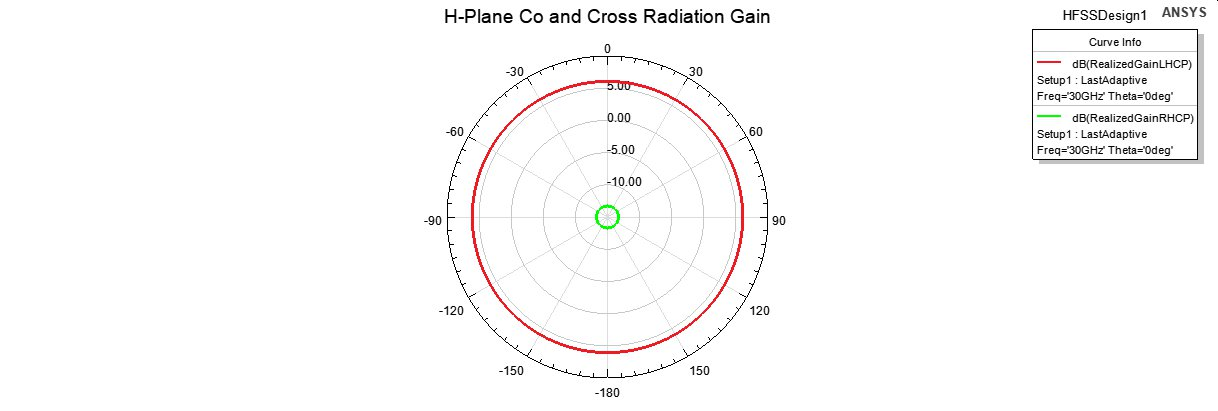 H-Plane Co and Cross Radiation Gain
HFSSDesign1
ANSYS
Curve Info
dB(RealizedGainLHCP)
Setup1 : LastAdaptive
Freq='30GHz' Theta='0deg'
dB(RealizedGainRHCP)
Setup1 : LastAdaptive
Freq='30GHz' Theta='0deg'
0
-30
30
5.00
0.00
-60
60
-5.00
-10.00
-90
90
-120
120
-150
150
-180